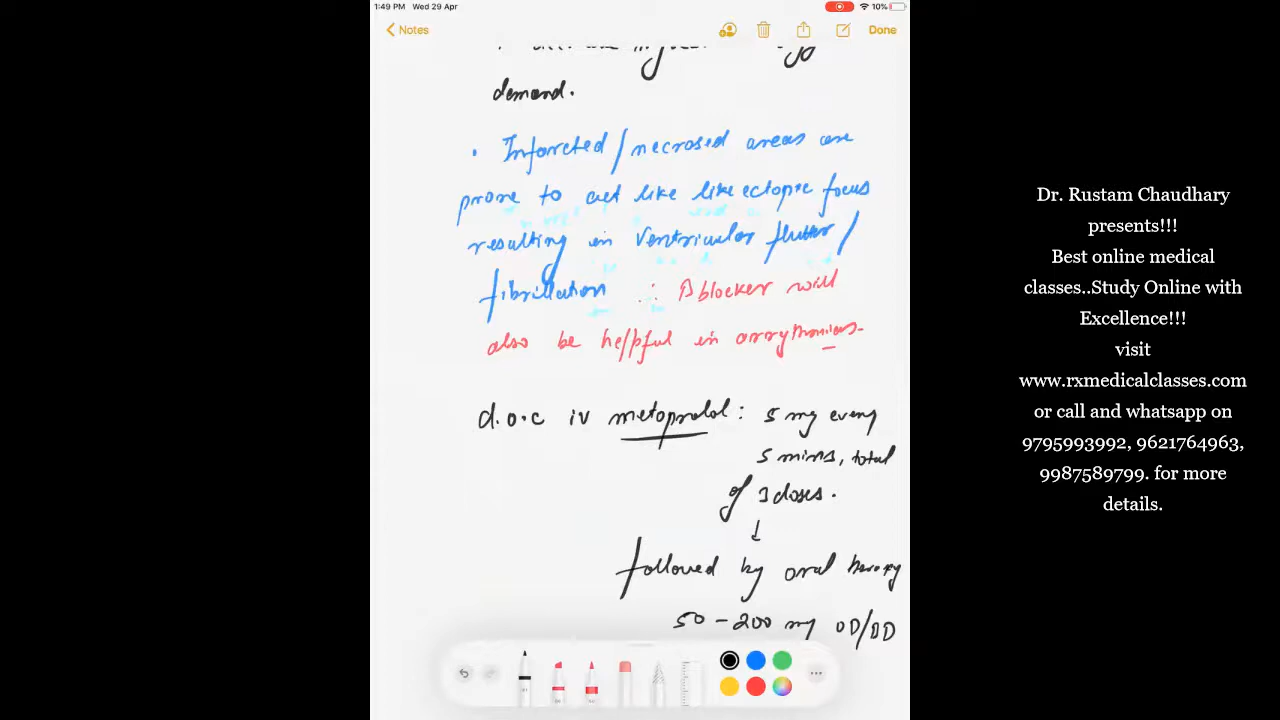 1:49 PM Wed 29 Apr
10%
Notes
Done
demand.
· Infarcted/necrosed areas are
prone to act like like ectopic focus
resulting in ventricular flutter/
fibrillation ∴ β blocker will
also be helpful in arrythmias.
d.o.c iv metoprolol: 5 mg every
5 mins, total
of 3 doses.
↓
followed by oral therapy
50-200 mg OD/BD
Dr. Rustam Chaudhary
presents!!!
Best online medical
classes..Study Online with
Excellence!!!
visit
www.rxmedicalclasses.com
or call and whatsapp on
9795993992, 9621764963,
9987589799. for more
details.